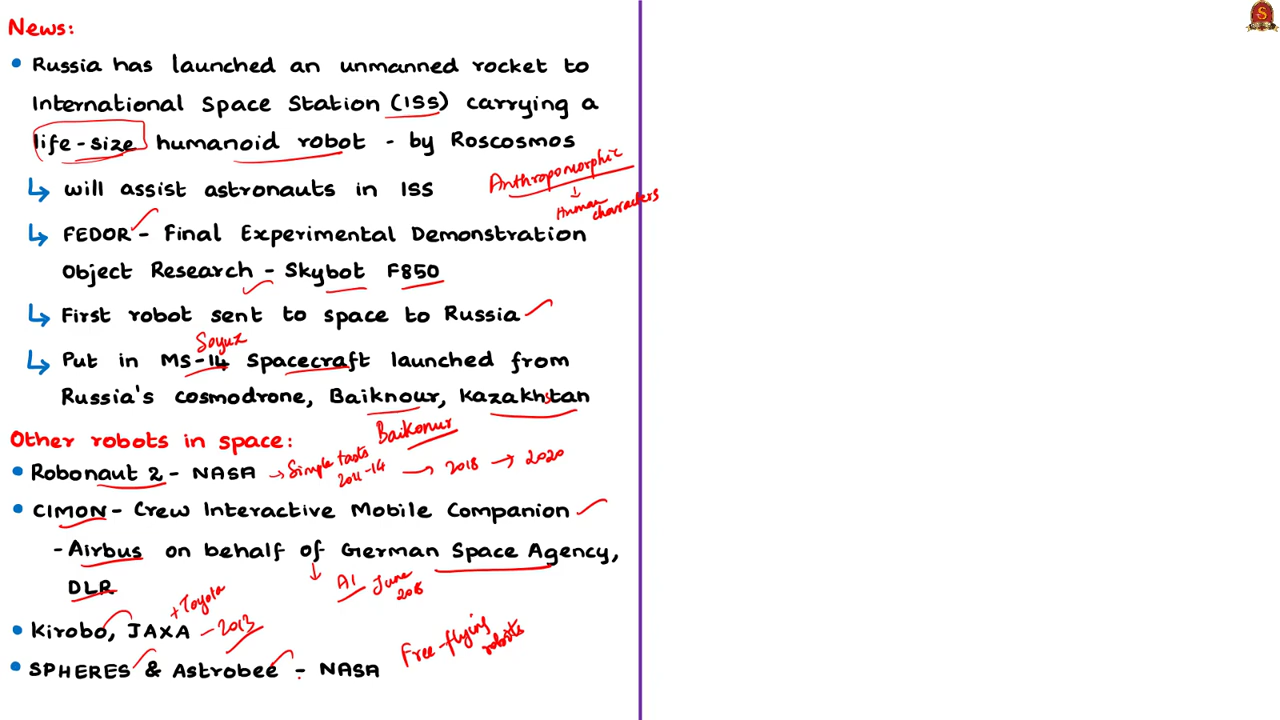 News:
• Russia has launched an unmanned rocket to
International Space Station (ISS) carrying a
life-size humanoid robot - by Roscosmos
Anthropomorphic
↓
Human characters
↳ will assist astronauts in ISS
↳ FEDOR - Final Experimental Demonstration
Object Research - Skybot F850
↳ First robot sent to space to Russia
Soyuz
↳ Put in MS-14 spacecraft launched from
Russia's cosmodrone, Baiknour, Kazakhstan
Baikonur
Other robots in space:
• Robonaut 2 - NASA → Simple tasts
2011-14 → 2018 → 2020
• CIMON - Crew Interactive Mobile Companion
- Airbus on behalf of German Space Agency,
DLR
AI June
2018
+ Toyota
• Kirobo, JAXA - 2013
Free-flying
robots
• SPHERES & Astrobee - NASA
S